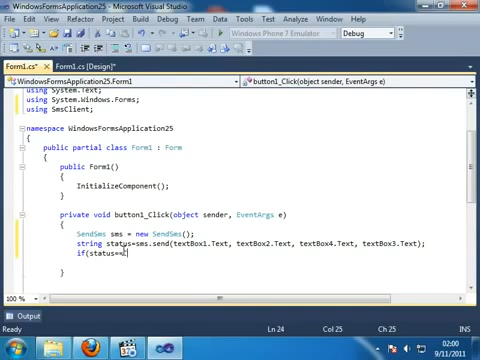 WindowsFormsApplication25 - Microsoft Visual Studio
File Edit View Refactor Project Build Debug Team Data Tools Test Analyze Window Help
Windows Phone 7 Emulator Debug
Form1.cs* Form1.cs [Design]*
WindowsFormsApplication25.Form1 button1_Click(object sender, EventArgs e)
using System.Text;
using System.Windows.Forms;
using SmsClient;
namespace WindowsFormsApplication25
{
public partial class Form1 : Form
{
public Form1()
{
InitializeComponent();
}
private void button1_Click(object sender, EventArgs e)
{
SendSms sms = new SendSms();
string status=sms.send(textBox1.Text, textBox2.Text, textBox4.Text, textBox3.Text);
if(status==
}
100 %
Output
Ln 24 Col 25 Ch 25 INS
02:00
9/11/2011